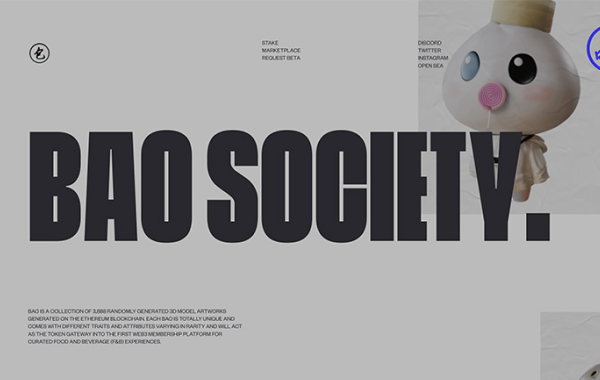 STAKE
MARKETPLACE
REQUEST BETA
DISCORD
TWITTER
INSTAGRAM
OPEN SEA
BAO SOCIETY.
BAO IS A COLLECTION OF 3,888 RANDOMLY GENERATED 3D MODEL ARTWORKS
GENERATED ON THE ETHEREUM BLOCKCHAIN. EACH BAO IS TOTALLY UNIQUE AND
COMES WITH DIFFERENT TRAITS AND ATTRIBUTES VARYING IN RARITY AND WILL ACT
AS THE TOKEN GATEWAY INTO THE FIRST WEB3 MEMBERSHIP PLATFORM FOR
CURATED FOOD AND BEVERAGE (F&B) EXPERIENCES.